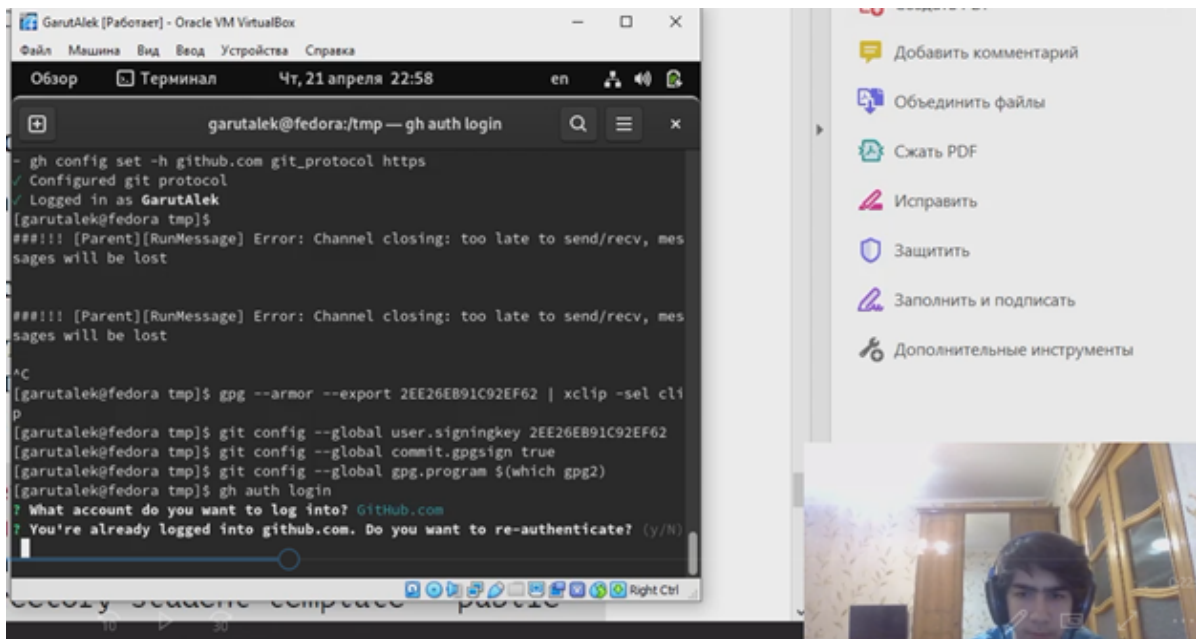 GarutAlek [Работает] - Oracle VM VirtualBox
Файл Машина Вид Ввод Устройства Справка
Обзор Терминал Чт, 21 апреля 22:58 en
garutalek@fedora:/tmp — gh auth login
- gh config set -h github.com git_protocol https
✓ Configured git protocol
✓ Logged in as GarutAlek
[garutalek@fedora tmp]$
###!!! [Parent][RunMessage] Error: Channel closing: too late to send/recv, mes
sages will be lost
###!!! [Parent][RunMessage] Error: Channel closing: too late to send/recv, mes
sages will be lost
^C
[garutalek@fedora tmp]$ gpg --armor --export 2EE26EB91C92EF62 | xclip -sel cli
p
[garutalek@fedora tmp]$ git config --global user.signingkey 2EE26EB91C92EF62
[garutalek@fedora tmp]$ git config --global commit.gpgsign true
[garutalek@fedora tmp]$ git config --global gpg.program $(which gpg2)
[garutalek@fedora tmp]$ gh auth login
? What account do you want to log into? GitHub.com
? You're already logged into github.com. Do you want to re-authenticate? (y/N)
Right Ctrl
10
30
Добавить комментарий
Объединить файлы
Сжать PDF
Исправить
Защитить
Заполнить и подписать
Дополнительные инструменты